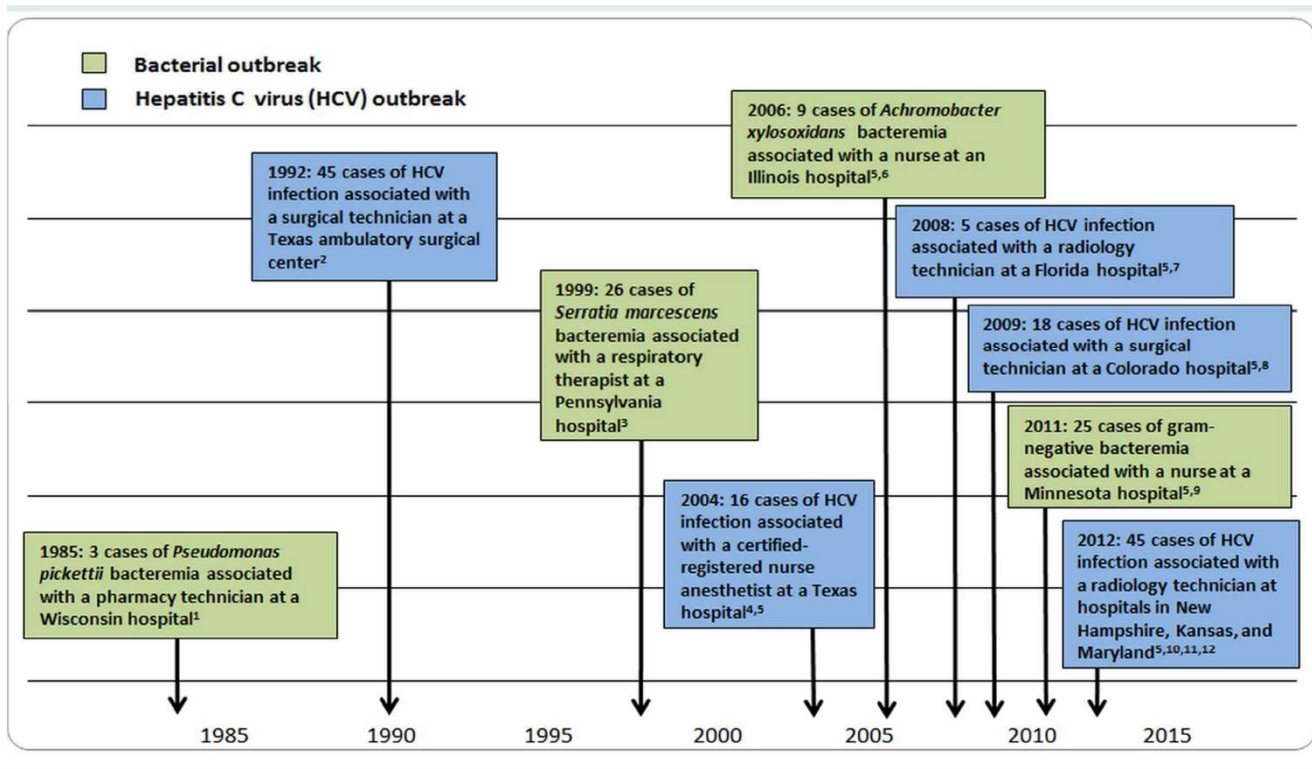 Bacterial outbreak
Hepatitis C virus (HCV) outbreak
2006: 9 cases of Achromobacter
xylosoxidans bacteremia
associated with a nurse at an
Illinois hospital5,6
1992: 45 cases of HCV
infection associated with
a surgical technician at a
Texas ambulatory surgical
center2
2008: 5 cases of HCV infection
associated with a radiology
technician at a Florida hospital5,7
1999: 26 cases of
Serratia marcescens
bacteremia associated
with a respiratory
therapist at a
Pennsylvania
hospital3
2009: 18 cases of HCV infection
associated with a surgical
technician at a Colorado hospital5,8
2011: 25 cases of gram-
negative bacteremia
associated with a nurse at a
Minnesota hospital5,9
2004: 16 cases of HCV
infection associated
with a certified-
registered nurse
anesthetist at a Texas
hospital4,5
1985: 3 cases of Pseudomonas
pickettii bacteremia associated
with a pharmacy technician at a
Wisconsin hospital1
2012: 45 cases of HCV
infection associated with
a radiology technician at
hospitals in New
Hampshire, Kansas, and
Maryland5,10,11,12
1985 1990 1995 2000 2005 2010 2015